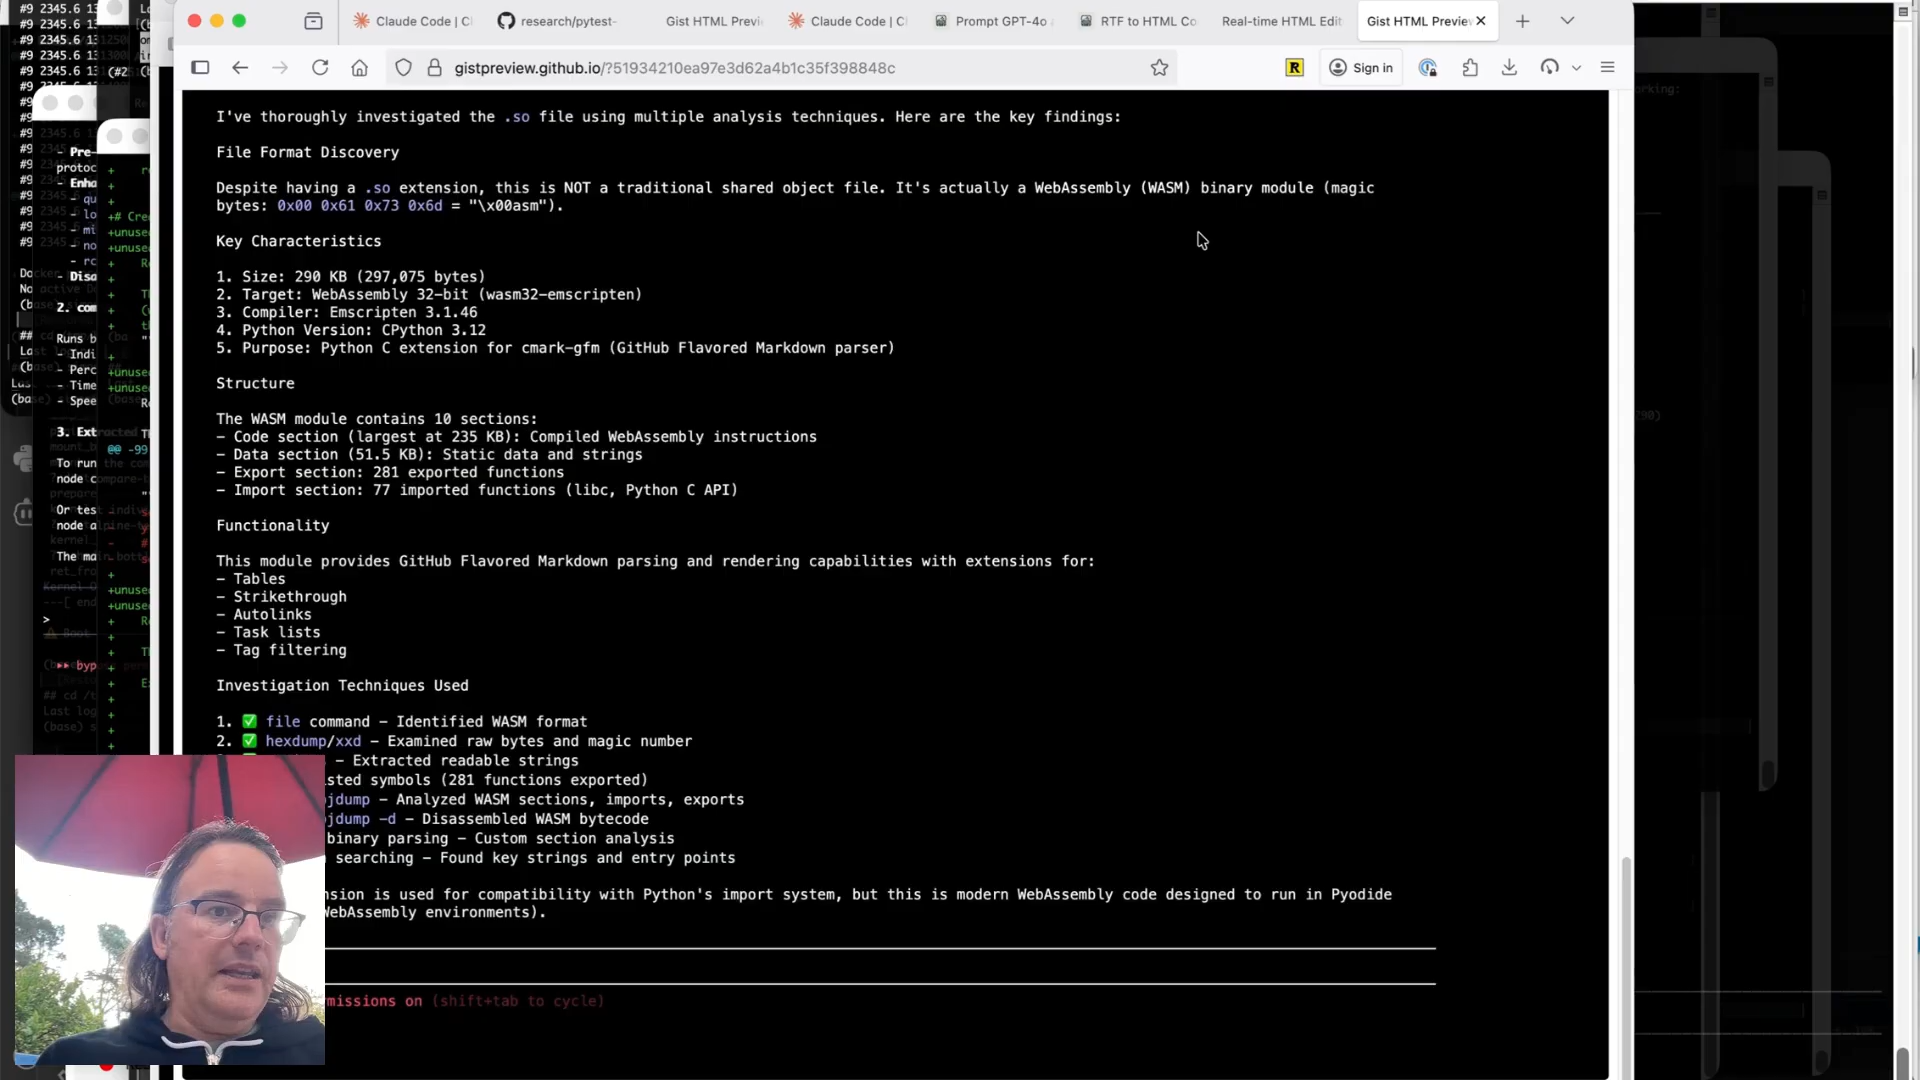 Claude Code | C
research/pytest-
Gist HTML Previ
Claude Code | C
Prompt GPT-4o
RTF to HTML Co
Real-time HTML Edit
Gist HTML Preview
gistpreview.github.io/?51934210ea97e3d62a4b1c35f398848c
R
Sign in
I've thoroughly investigated the .so file using multiple analysis techniques. Here are the key findings:
File Format Discovery
Despite having a .so extension, this is NOT a traditional shared object file. It's actually a WebAssembly (WASM) binary module (magic
bytes: 0x00 0x61 0x73 0x6d = "\x00asm").
Key Characteristics
1. Size: 290 KB (297,075 bytes)
2. Target: WebAssembly 32-bit (wasm32-emscripten)
3. Compiler: Emscripten 3.1.46
4. Python Version: CPython 3.12
5. Purpose: Python C extension for cmark-gfm (GitHub Flavored Markdown parser)
Structure
The WASM module contains 10 sections:
- Code section (largest at 235 KB): Compiled WebAssembly instructions
- Data section (51.5 KB): Static data and strings
- Export section: 281 exported functions
- Import section: 77 imported functions (libc, Python C API)
Functionality
This module provides GitHub Flavored Markdown parsing and rendering capabilities with extensions for:
- Tables
- Strikethrough
- Autolinks
- Task lists
- Tag filtering
Investigation Techniques Used
1. ✅ file command - Identified WASM format
2. ✅ hexdump/xxd - Examined raw bytes and magic number
- Extracted readable strings
sted symbols (281 functions exported)
jdump - Analyzed WASM sections, imports, exports
jdump -d - Disassembled WASM bytecode
binary parsing - Custom section analysis
searching - Found key strings and entry points
nsion is used for compatibility with Python's import system, but this is modern WebAssembly code designed to run in Pyodide
WebAssembly environments).
missions on (shift+tab to cycle)